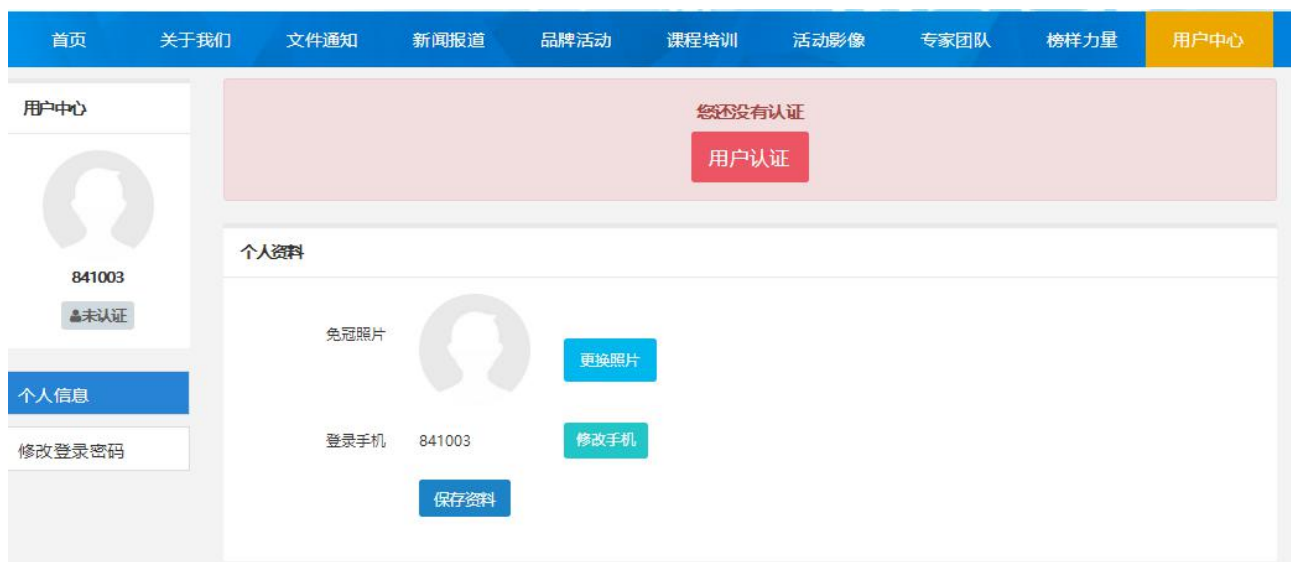 首页 关于我们 文件通知 新闻报道 品牌活动 课程培训 活动影像 专家团队 榜样力量 用户中心
用户中心
841003
未认证
个人信息
修改登录密码
您还没有认证
用户认证
个人资料
免冠照片
更换照片
登录手机 841003 修改手机
保存资料